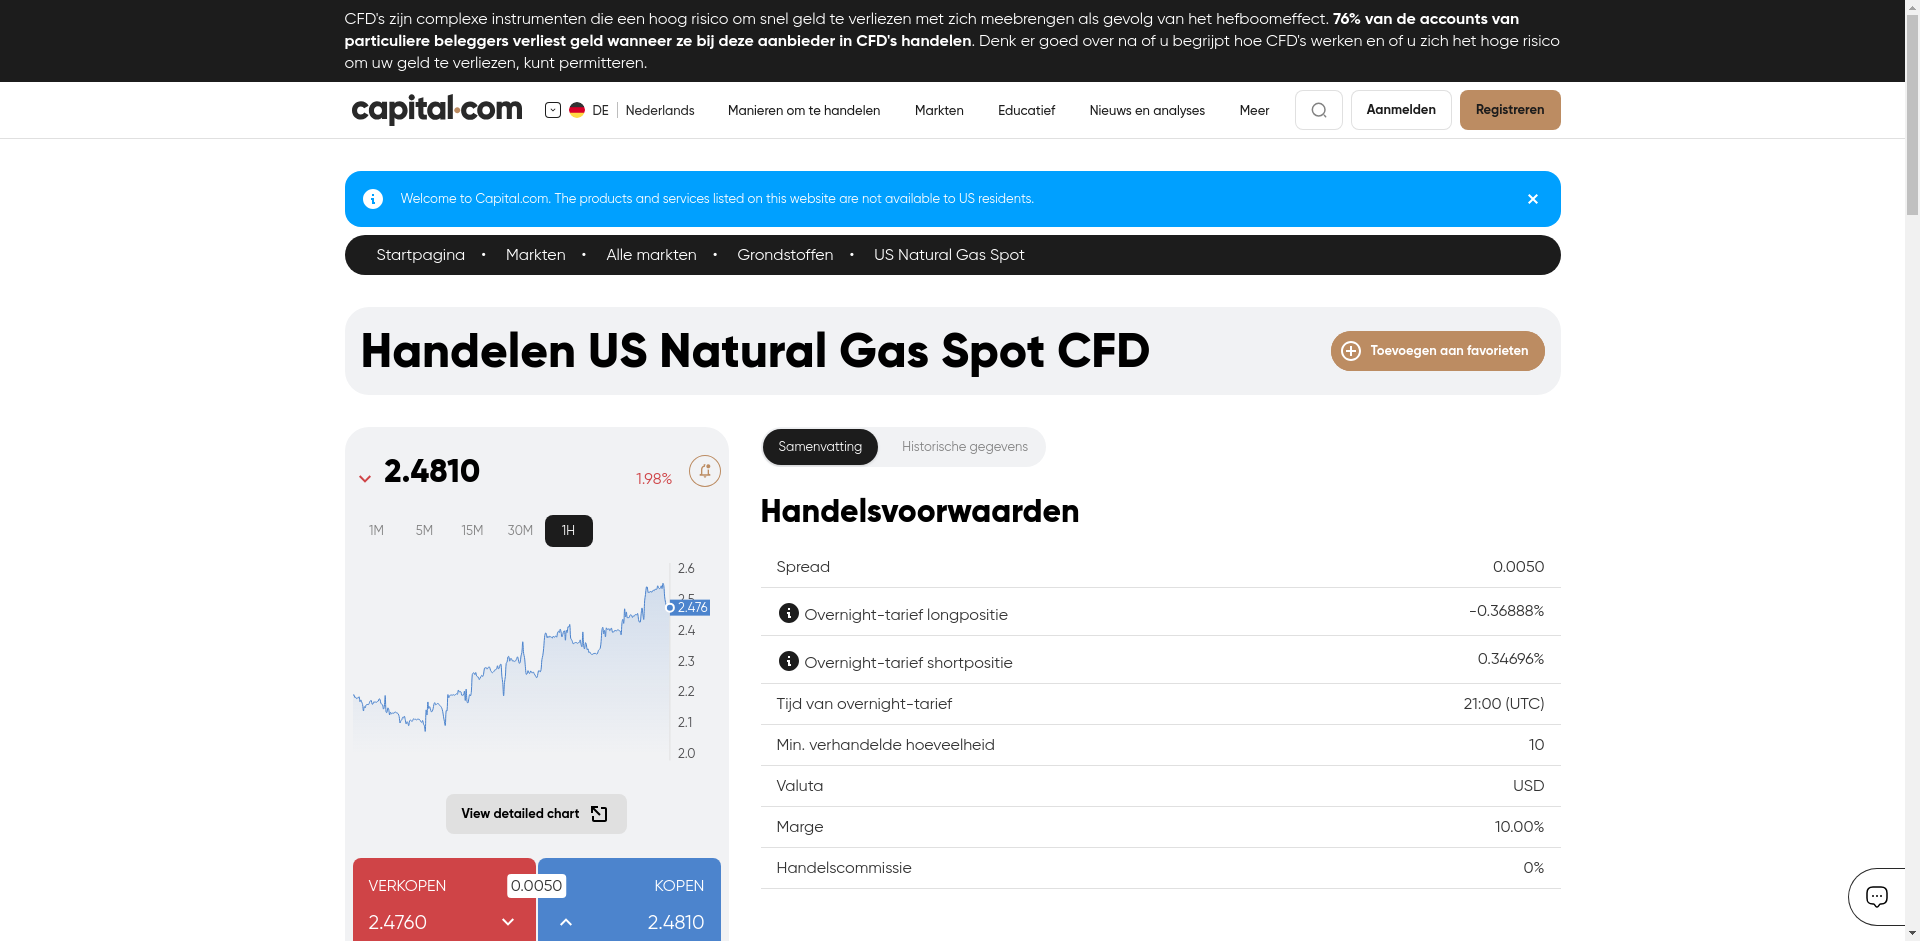 CFD's zijn complexe instrumenten die een hoog risico om snel geld te verliezen met zich meebrengen als gevolg van het hefboomeffect. 76% van de accounts van
particuliere beleggers verliest geld wanneer ze bij deze aanbieder in CFD's handelen. Denk er goed over na of u begrijpt hoe CFD's werken en of u zich het hoge risico
om uw geld te verliezen, kunt permitteren.
capital.com DE Nederlands Manieren om te handelen Markten Educatief Nieuws en analyses Meer Aanmelden Registreren
Welcome to Capital.com. The products and services listed on this website are not available to US residents.
Startpagina • Markten • Alle markten • Grondstoffen • US Natural Gas Spot
Handelen US Natural Gas Spot CFD
Toevoegen aan favorieten
2.4810 1.98%
1M 5M 15M 30M 1H
2.6
2.5
2.476
2.4
2.3
2.2
2.1
2.0
View detailed chart
VERKOPEN 0.0050 KOPEN
2.4760 2.4810
Samenvatting Historische gegevens
Handelsvoorwaarden
Spread 0.0050
Overnight-tarief longpositie -0.36888%
Overnight-tarief shortpositie 0.34696%
Tijd van overnight-tarief 21:00 (UTC)
Min. verhandelde hoeveelheid 10
Valuta USD
Marge 10.00%
Handelscommissie 0%